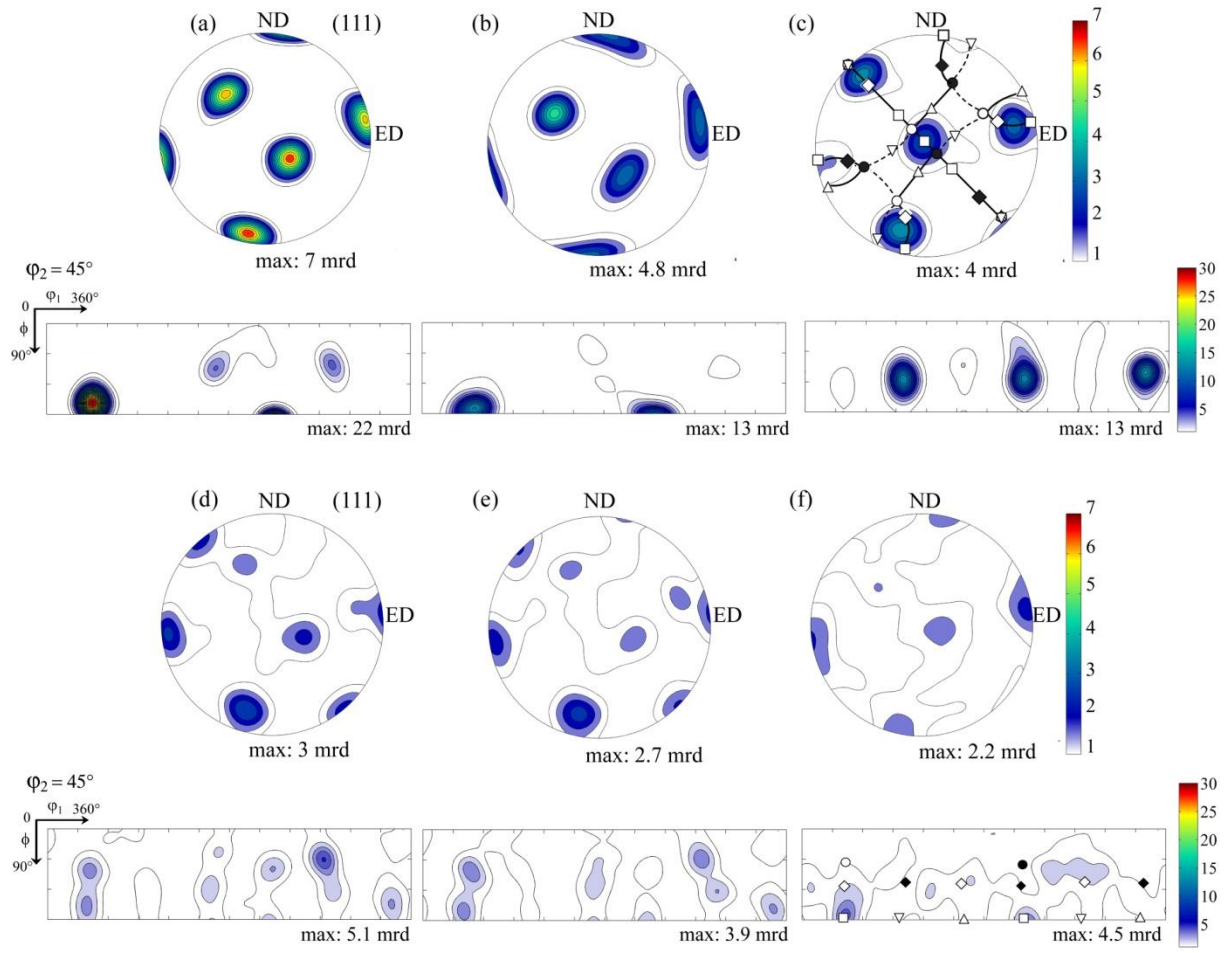 (a) ND (111)
(b)
(c) ND
ED
ED
ED
max: 7 mrd
max: 4.8 mrd
max: 4 mrd
7
6
5
4
3
2
1
φ₂ = 45°
0 φ₁ 360°
ϕ
90°
max: 22 mrd
max: 13 mrd
max: 13 mrd
30
25
20
15
10
5
(d) ND (111)
(e)
(f) ND
ED
ED
ED
max: 3 mrd
max: 2.7 mrd
max: 2.2 mrd
7
6
5
4
3
2
1
φ₂ = 45°
0 φ₁ 360°
ϕ
90°
max: 5.1 mrd
max: 3.9 mrd
max: 4.5 mrd
30
25
20
15
10
5